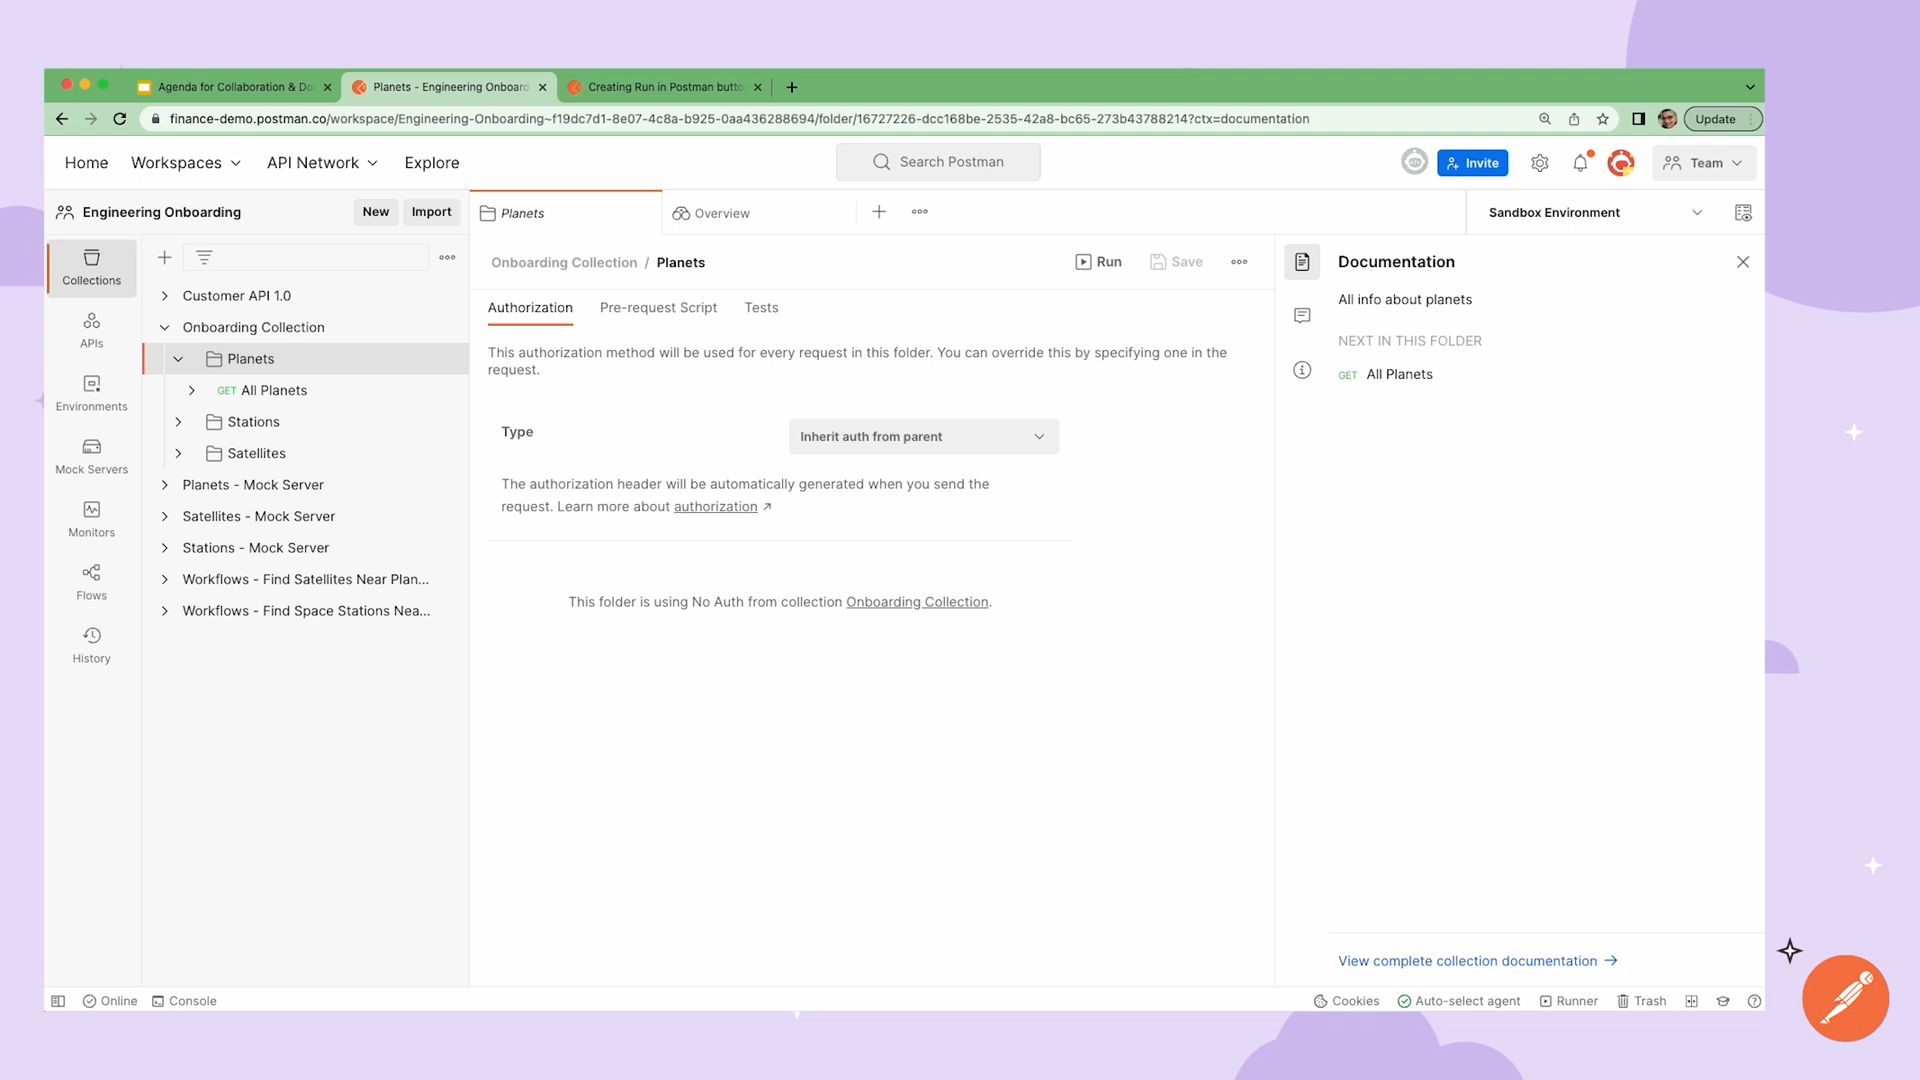 Agenda for Collaboration & Do
Planets - Engineering Onboard
Creating Run in Postman butto
finance-demo.postman.co/workspace/Engineering-Onboarding~f19dc7d1-8e07-4c8a-b925-0aa436288694/folder/16727226-dcc168be-2535-42a8-bc65-273b43788214?ctx=documentation
Update
Home
Workspaces
API Network
Explore
Search Postman
Invite
Team
Engineering Onboarding
New
Import
Planets
Overview
Sandbox Environment
Collections
APIs
Environments
Mock Servers
Monitors
Flows
History
Customer API 1.0
Onboarding Collection
Planets
GET All Planets
Stations
Satellites
Planets - Mock Server
Satellites - Mock Server
Stations - Mock Server
Workflows - Find Satellites Near Plan...
Workflows - Find Space Stations Nea...
Onboarding Collection / Planets
Run
Save
Authorization
Pre-request Script
Tests
This authorization method will be used for every request in this folder. You can override this by specifying one in the
request.
Type
Inherit auth from parent
The authorization header will be automatically generated when you send the
request. Learn more about authorization ↗
This folder is using No Auth from collection Onboarding Collection.
Documentation
All info about planets
NEXT IN THIS FOLDER
GET All Planets
View complete collection documentation →
Online
Console
Cookies
Auto-select agent
Runner
Trash